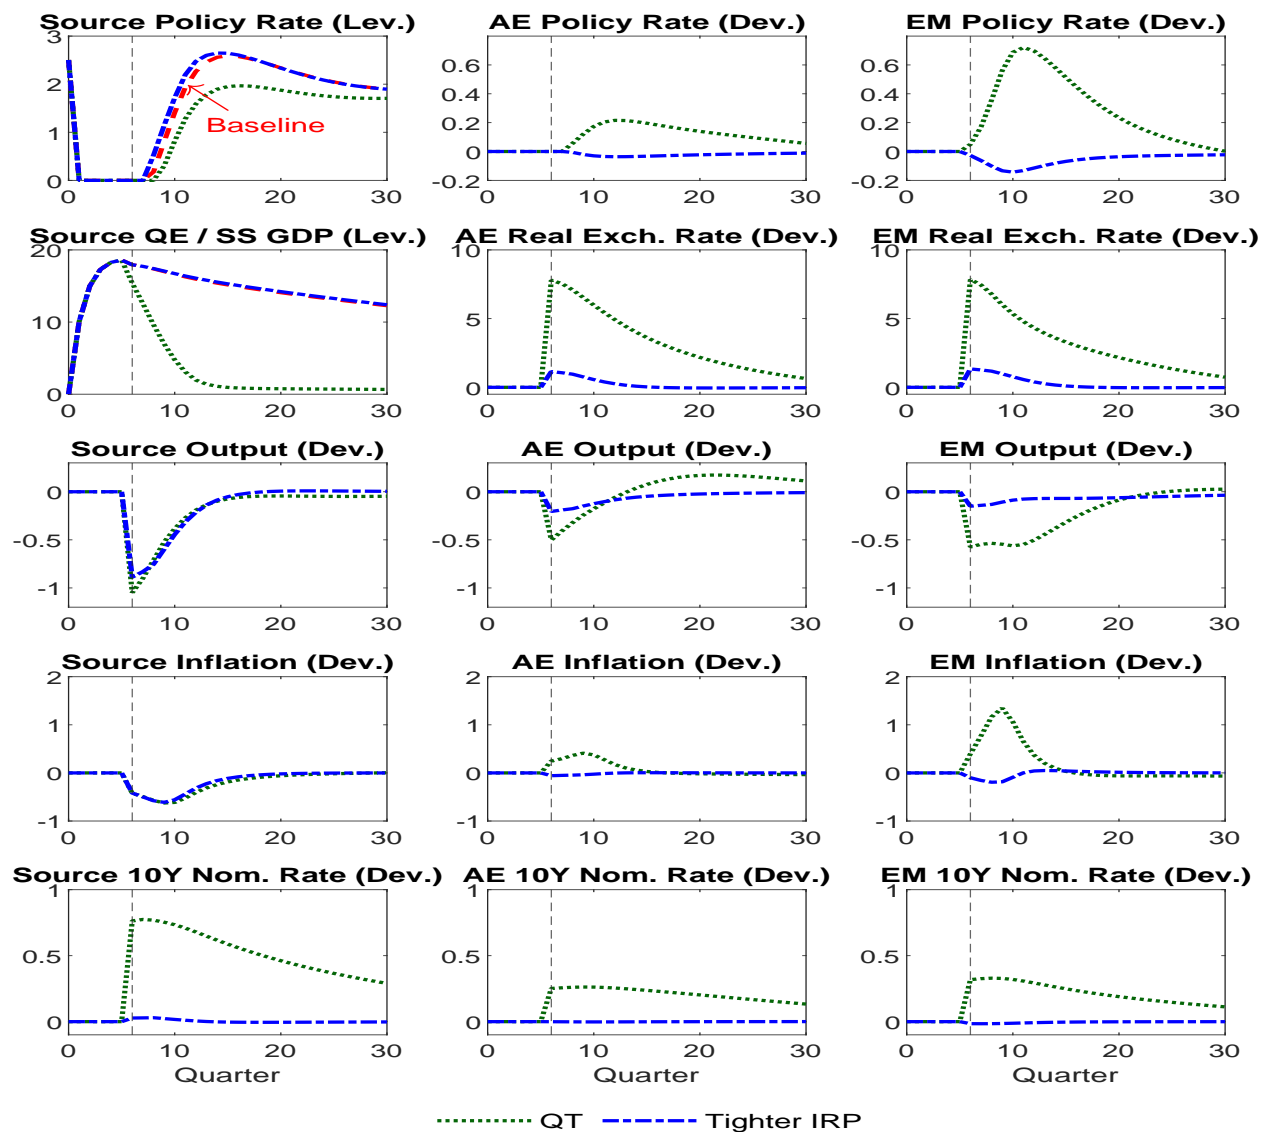 Source Policy Rate (Lev.) AE Policy Rate (Dev.) EM Policy Rate (Dev.)
3 0.6 0.6
2 0.4 0.4
Baseline
1 0.2 0.2
0 0
0 -0.2 -0.2
0 10 20 30 0 10 20 30 0 10 20 30
Source QE / SS GDP (Lev.) AE Real Exch. Rate (Dev.) EM Real Exch. Rate (Dev.)
20 10 10
10 5 5
0 0 0
0 10 20 30 0 10 20 30 0 10 20 30
Source Output (Dev.) AE Output (Dev.) EM Output (Dev.)
0 0 0
-0.5 -0.5 -0.5
-1 -1 -1
0 10 20 30 0 10 20 30 0 10 20 30
Source Inflation (Dev.) AE Inflation (Dev.) EM Inflation (Dev.)
2 2 2
1 1 1
0 0 0
-1 -1 -1
0 10 20 30 0 10 20 30 0 10 20 30
Source 10Y Nom. Rate (Dev.) AE 10Y Nom. Rate (Dev.) EM 10Y Nom. Rate (Dev.)
1 1 1
0.5 0.5 0.5
0 0 0
0 10 20 30 0 10 20 30 0 10 20 30
Quarter Quarter Quarter
QT Tighter IRP